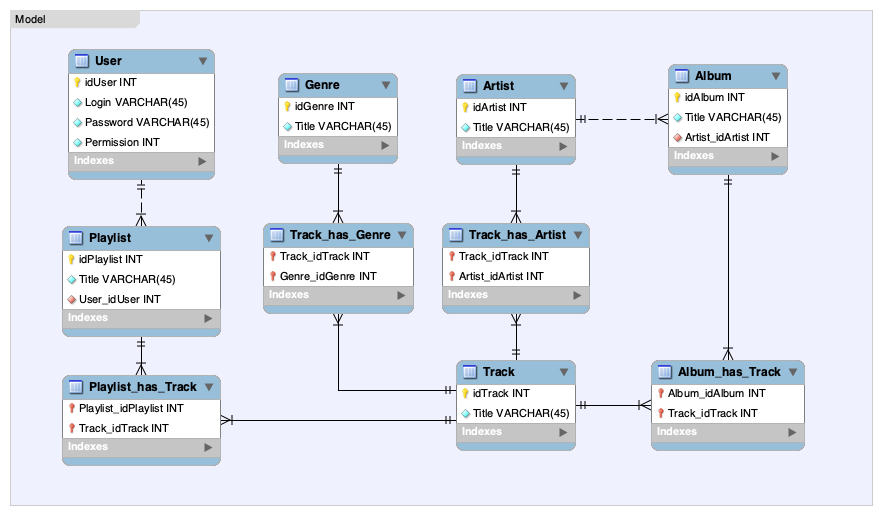 Model
User
idUser INT
Login VARCHAR(45)
Password VARCHAR(45)
Permission INT
Indexes
Genre
idGenre INT
Title VARCHAR(45)
Indexes
Artist
idArtist INT
Title VARCHAR(45)
Indexes
Album
idAlbum INT
Title VARCHAR(45)
Artist_idArtist INT
Indexes
Playlist
idPlaylist INT
Title VARCHAR(45)
User_idUser INT
Indexes
Track_has_Genre
Track_idTrack INT
Genre_idGenre INT
Indexes
Track_has_Artist
Track_idTrack INT
Artist_idArtist INT
Indexes
Playlist_has_Track
Playlist_idPlaylist INT
Track_idTrack INT
Indexes
Track
idTrack INT
Title VARCHAR(45)
Indexes
Album_has_Track
Album_idAlbum INT
Track_idTrack INT
Indexes